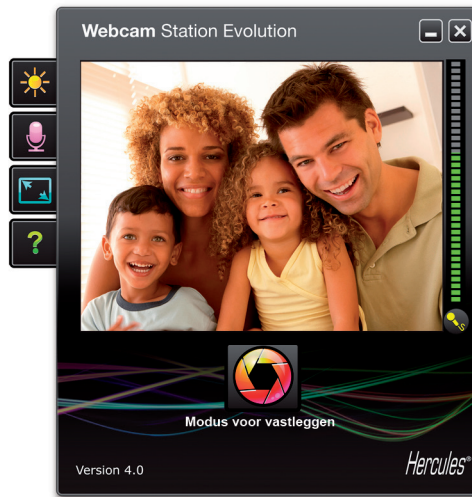 Webcam Station Evolution
?
S
Modus voor vastleggen
Version 4.0
Hercules®